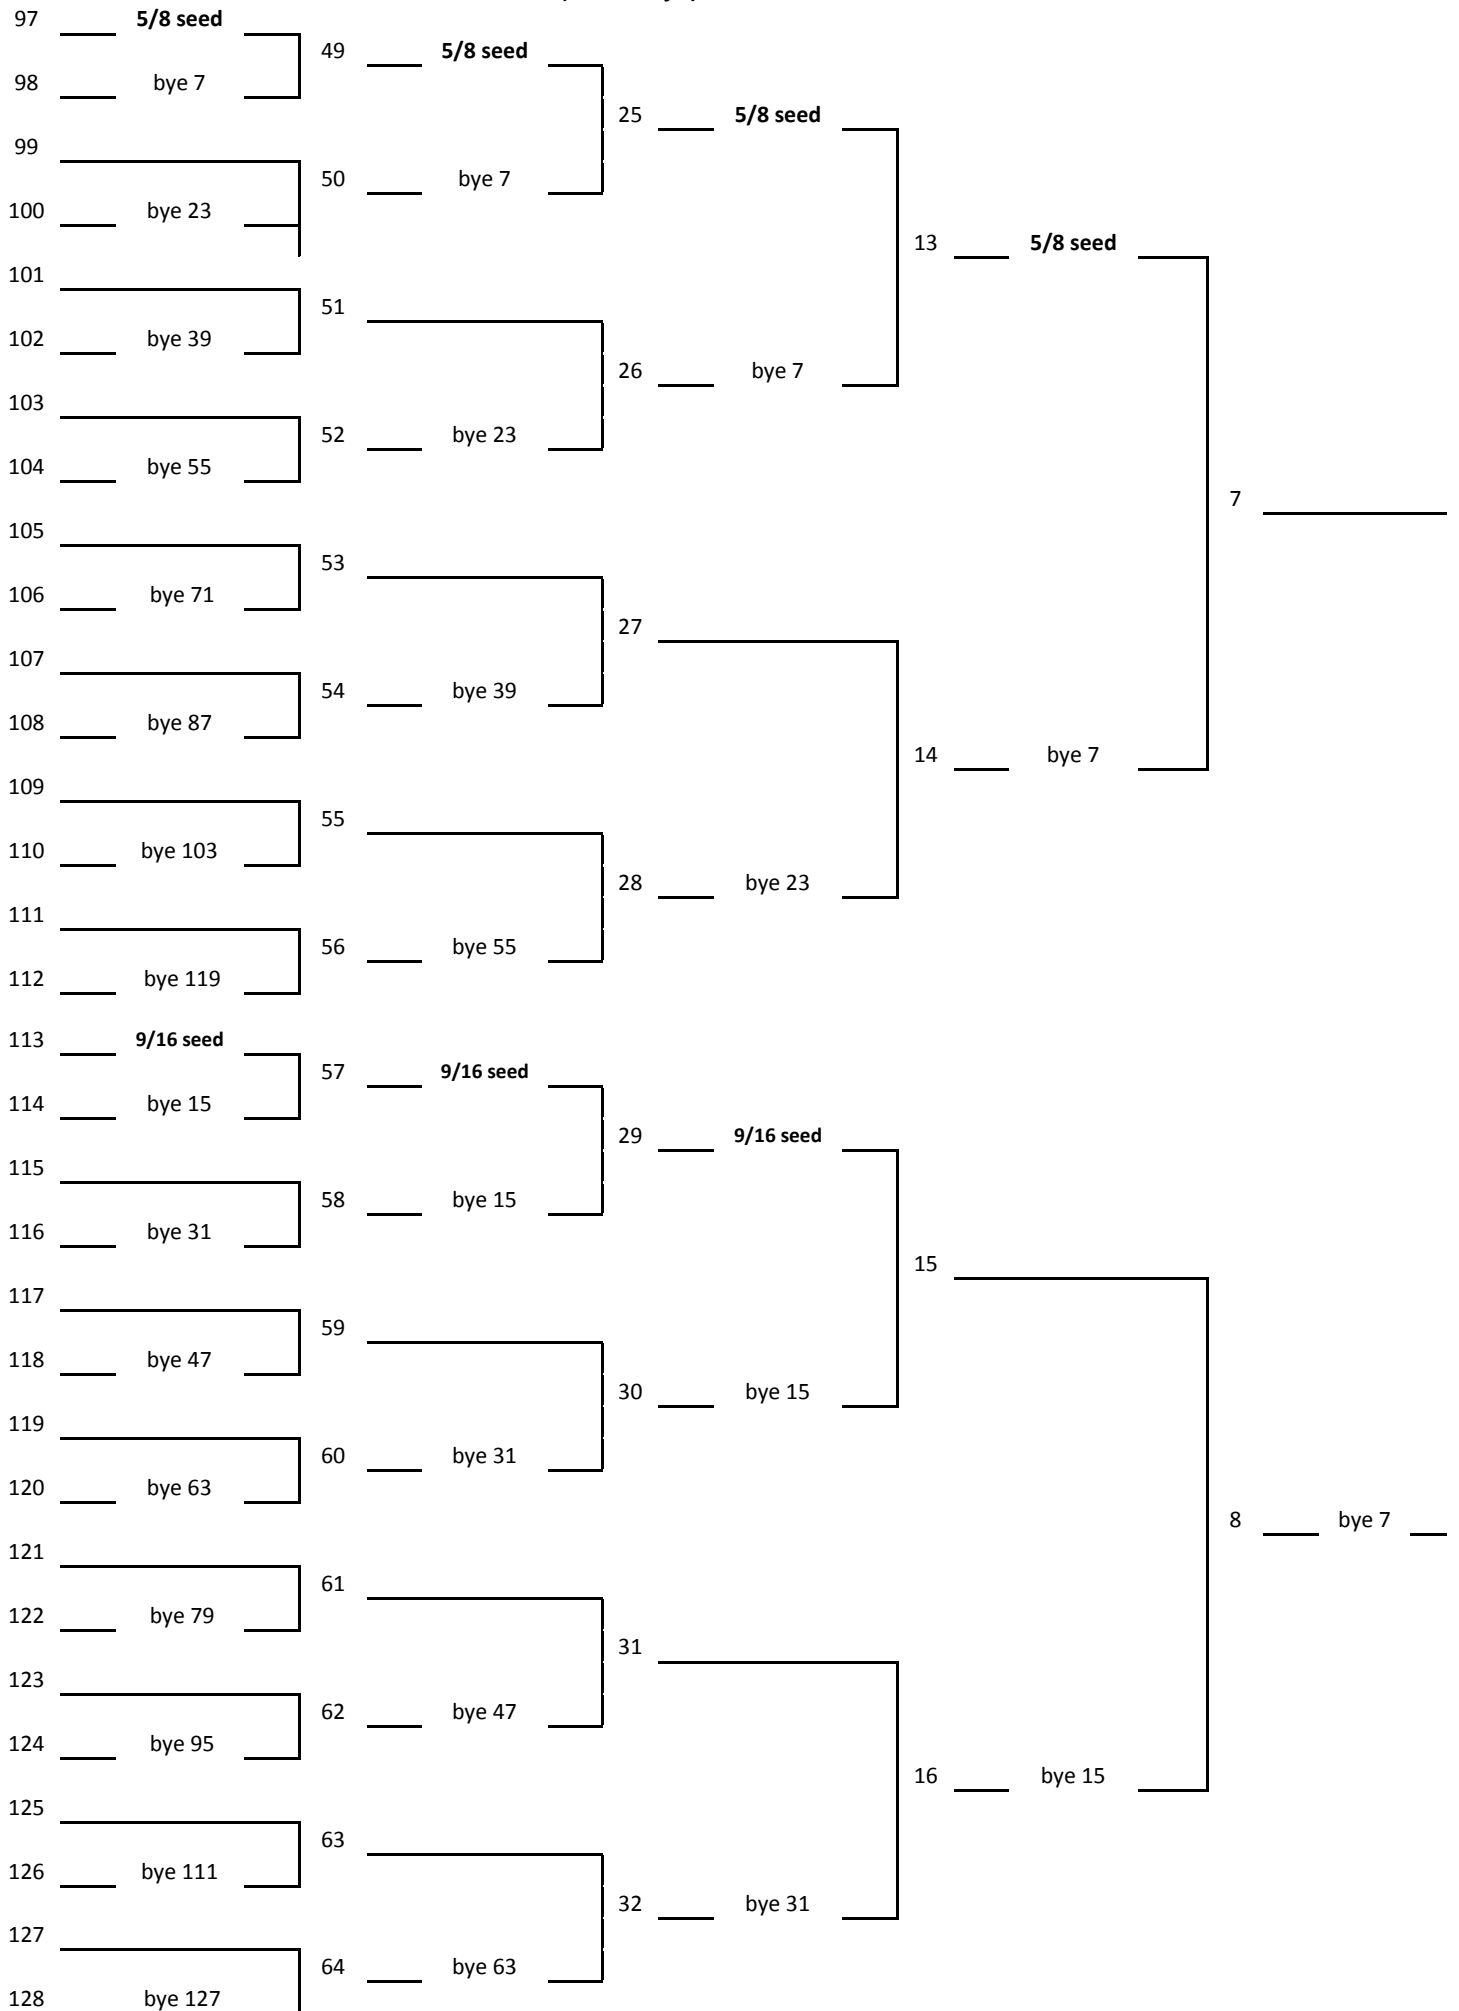 97 5/8 seed
49 5/8 seed
98 bye 7
25 5/8 seed
99
50 bye 7
100 bye 23
13 5/8 seed
101
51
102 bye 39
26 bye 7
103
52 bye 23
104 bye 55
7
105
53
106 bye 71
27
107
54 bye 39
108 bye 87
14 bye 7
109
55
110 bye 103
28 bye 23
111
56 bye 55
112 bye 119
113 9/16 seed
57 9/16 seed
114 bye 15
29 9/16 seed
115
58 bye 15
116 bye 31
15
117
59
118 bye 47
30 bye 15
119
60 bye 31
120 bye 63
8 bye 7
121
61
122 bye 79
31
123
62 bye 47
124 bye 95
16 bye 15
125
63
126 bye 111
32 bye 31
127
64 bye 63
128 bye 127